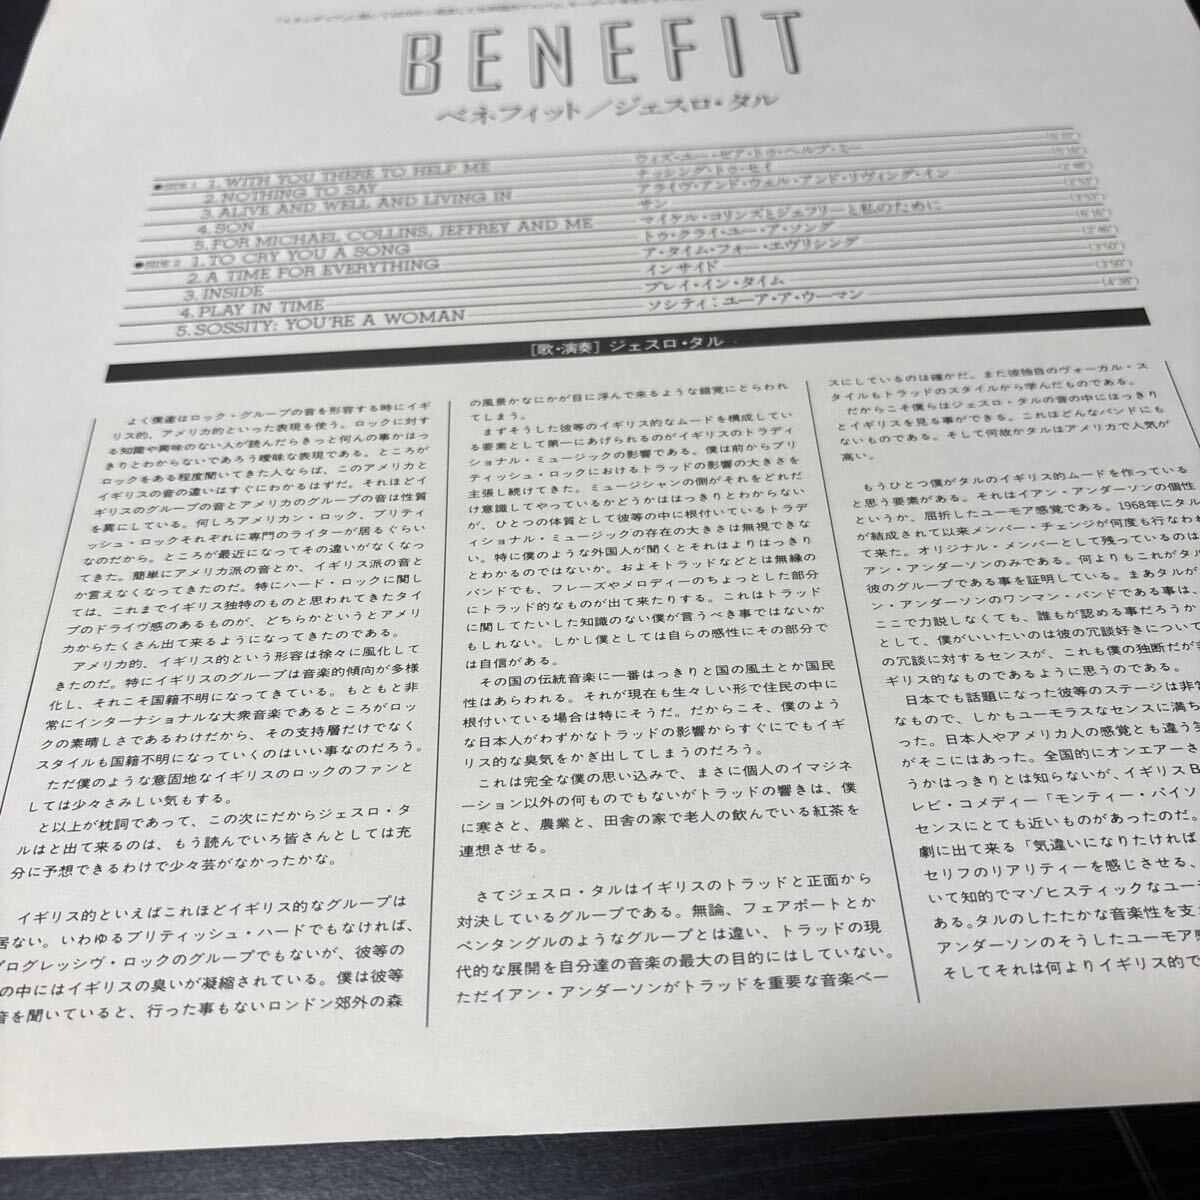 BENEFIT
ベネフィット/ジェスロ・タル
●SIDE 1 1. WITH YOU THERE TO HELP ME ウィズ・ユー・ゼア・トゥ・ヘルプ・ミー
2. NOTHING TO SAY ナッシング・トゥ・セイ
3. ALIVE AND WELL AND LIVING IN アライヴ・アンド・ウェル・アンド・リヴィング・イン
4. SON サン
5. FOR MICHAEL COLLINS, JEFFREY AND ME マイケル・コリンズとジェフリーと私のために
●SIDE 2 1. TO CRY YOU A SONG トゥ・クライ・ユー・ア・ソング (6'16")
2. A TIME FOR EVERYTHING ア・タイム・フォー・エヴリシング (2'46")
3. INSIDE インサイド (3'50")
4. PLAY IN TIME プレイ・イン・タイム (3'50")
5. SOSSITY: YOU'RE A WOMAN ソシティ:ユーア・ア・ウーマン (4'38")
[歌・演奏] ジェスロ・タル
よく僕達はロック・グループの音を形容する時にイギ
リス的、アメリカ的といった表現を使う。ロックに対す
る知識や興味のない人が読んだらきっと何んの事かはっ
きりとわからないであろう曖昧な表現である。ところが
ロックをある程度聞いてきた人ならば、このアメリカと
イギリスの音の違いはすぐにわかるはずだ。それほどイ
ギリスのグループの音とアメリカのグループの音は性質
を異にしている。何しろアメリカン・ロック、ブリティ
ッシュ・ロックそれぞれに専門のライターが居るぐらい
なのだから。ところが最近になってその違いがなくなっ
てきた。簡単にアメリカ派の音とか、イギリス派の音と
か言えなくなってきたのだ。特にハード・ロックに関し
ては、これまでイギリス独特のものと思われてきたタイ
プのドライヴ感のあるものが、どちらかというとアメリ
カからたくさん出て来るようになってきたのである。
アメリカ的、イギリス的という形容は徐々に風化して
きたのだ。特にイギリスのグループは音楽的傾向が多様
化し、それこそ国籍不明になってきている。もともと非
常にインターナショナルな大衆音楽であるところがロッ
クの素晴しさであるわけだから、その支持層だけでなく
スタイルも国籍不明になっていくのはいい事なのだろう。
ただ僕のような意固地なイギリスのロックのファンと
しては少々さみしい気もする。
と以上が枕詞であって、この次にだからジェスロ・タ
ルはと出て来るのは、もう読んでいろ皆さんとしては充
分に予想できるわけで少々芸がなかったかな。
イギリス的といえばこれほどイギリス的なグループは
居ない。いわゆるブリティッシュ・ハードでもなければ、
プログレッシヴ・ロックのグループでもないが、彼等の
の中にはイギリスの臭いが凝縮されている。僕は彼等
音を聞いていると、行った事もないロンドン郊外の森
の風景かなにかが目に浮んで来るような錯覚にとらわれ
てしまう。
まずそうした彼等のイギリス的なムードを構成してい
る要素として第一にあげられるのがイギリスのトラディ
ショナル・ミュージックの影響である。僕は前からブリ
ティッシュ・ロックにおけるトラッドの影響の大きさを
主張し続けてきた。ミュージシャンの側がそれをどれだ
け意識してやっているかどうかははっきりとわからない
が、ひとつの体質として彼等の中に根付いているトラデ
ィショナル・ミュージックの存在の大きさは無視できな
い。特に僕のような外国人が聞くとそれはよりはっきり
とわかるのではないか。およそトラッドなどとは無縁の
バンドでも、フレーズやメロディーのちょっとした部分
にトラッド的なものが出て来たりする。これはトラッド
に関してたいした知識のない僕が言うべき事ではないか
もしれない。しかし僕としては自らの感性にその部分で
は自信がある。
その国の伝統音楽に一番はっきりと国の風土とか国民
性はあらわれる。それが現在も生々しい形で住民の中に
根付いている場合は特にそうだ。だからこそ、僕のよう
な日本人がわずかなトラッドの影響からすぐにでもイギ
リス的な臭気をかぎ出してしまうのだろう。
これは完全な僕の思い込みで、まさに個人のイマジネ
ーション以外の何ものでもないがトラッドの響きは、僕
に寒さと、農業と、田舎の家で老人の飲んでいる紅茶を
連想させる。
さてジェスロ・タルはイギリスのトラッドと正面から
対決しているグループである。無論、フェアポートとか
ペンタングルのようなグループとは違い、トラッドの現
代的な展開を自分達の音楽の最大の目的にはしていない。
ただイアン・アンダーソンがトラッドを重要な音楽ベー
スにしているのは確かだ。また彼独自のヴォーカル・ス
タイルもトラッドのスタイルから学んだものである。
だからこそ僕らはジェスロ・タルの音の中にはっきり
とイギリスを見る事ができる。これはどんなバンドにも
ないものである。そして何故かタルはアメリカで人気が
高い。
もうひとつ僕がタルのイギリス的ムードを作っている
と思う要素がある。それはイアン・アンダーソンの個性
というか、屈折したユーモア感覚である。1968年にタル
が結成されて以来メンバー・チェンジが何度も行なわれ
て来た。オリジナル・メンバーとして残っているのは
アン・アンダーソンのみである。何よりもこれがタル
彼のグループである事を証明している。まあタルが
ン・アンダーソンのワンマン・バンドである事は、
ここで力説しなくても、誰もが認める事だろうか
として、僕がいいたいのは彼の冗談好きについて
の冗談に対するセンスが、これも僕の独断だが非
ギリス的なものであるように思うのである。
日本でも話題になった彼等のステージは非常
なもので、しかもユーモラスなセンスに満ち
った。日本人やアメリカ人の感覚とも違う笑
がそこにはあった。全国的にオンエアーさ
うかはっきりとは知らないが、イギリスB
レビ・コメディー「モンティー・パイソ
センスにとても近いものがあったのだ。
劇に出て来る「気違いになりたければ
セリフのリアリティーを感じさせる、
いて知的でマゾヒスティックなユー
ある。タルのしたたかな音楽性を支
アンダーソンのそうしたユーモア
そしてそれは何よりイギリス的で